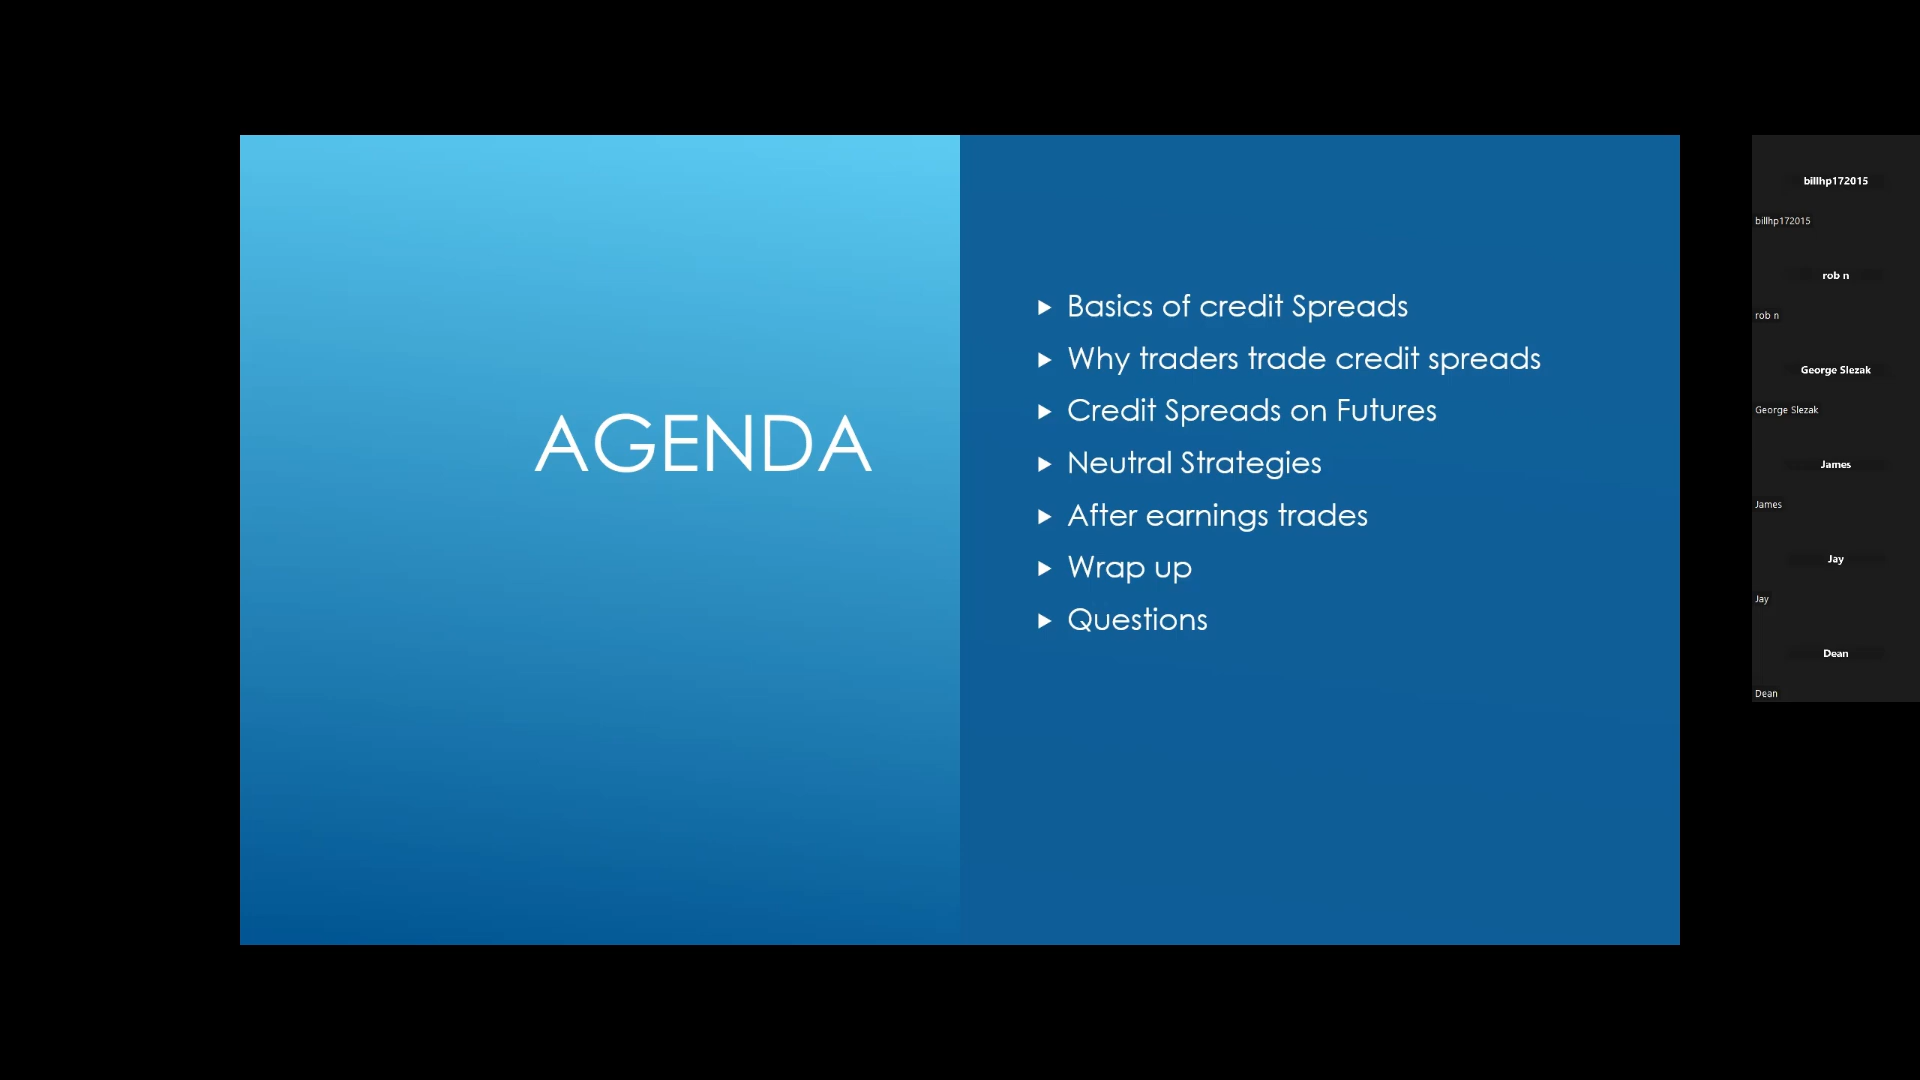 AGENDA
Basics of credit Spreads
Why traders trade credit spreads
Credit Spreads on Futures
Neutral Strategies
After earnings trades
Wrap up
Questions
billhp172015
billhp172015
rob n
rob n
George Slezak
George Slezak
James
James
Jay
Jay
Dean
Dean